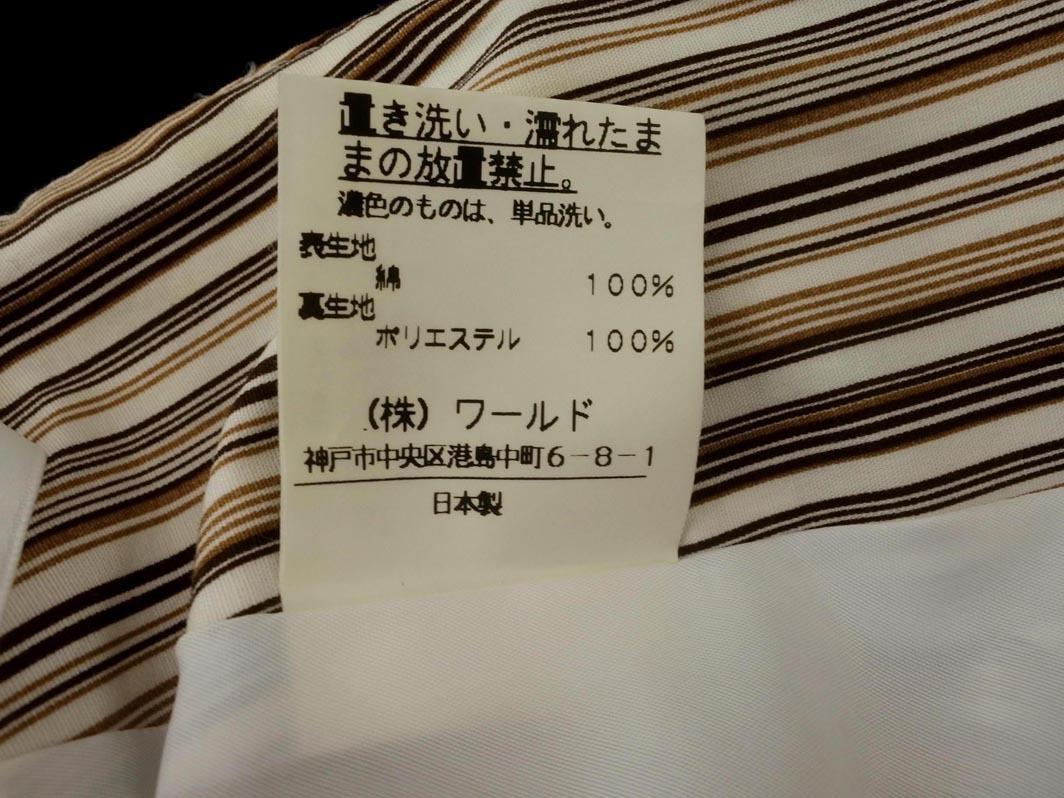 置き洗い・濡れたま
まの放置禁止。
濃色のものは、単品洗い。
表生地
綿 100%
裏生地
ポリエステル 100%
(株) ワールド
神戸市中央区港島中町6-8-1
日本製